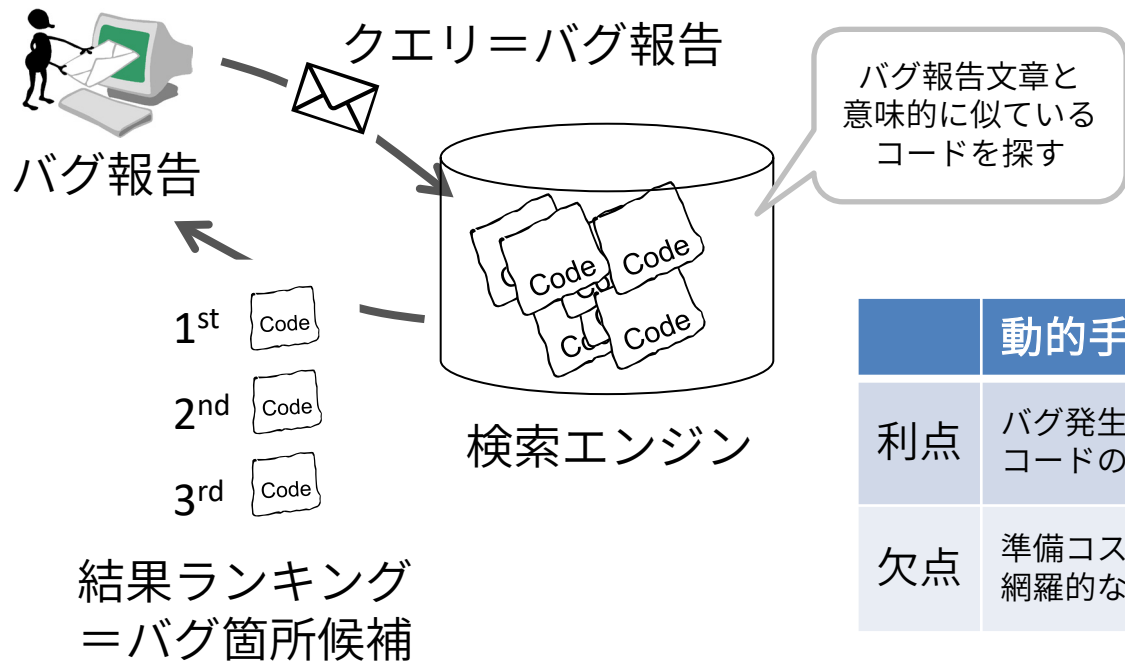 クエリ＝バグ報告
バグ報告文章と
意味的に似ている
コードを探す
バグ報告
Code
Code
Code
Code
1st Code
2nd Code
3rd Code
検索エンジン
結果ランキング
＝バグ箇所候補
動的手
利点
バグ発生
コードの
欠点
準備コス
網羅的な